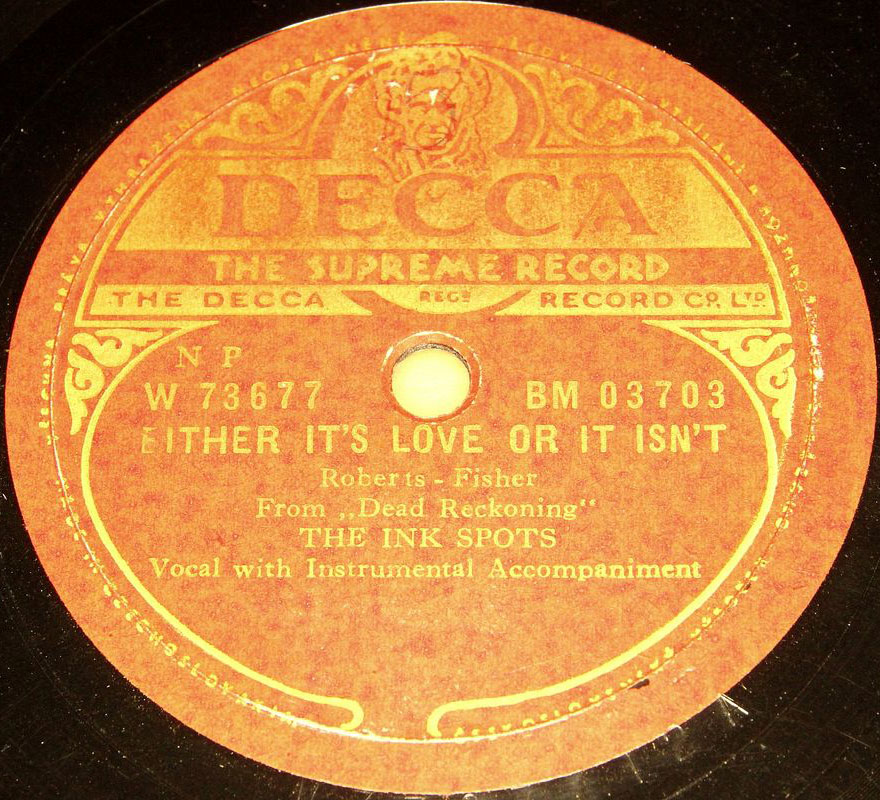 DECCA
THE SUPREME RECORD
THE DECCA REGD RECORD CO. LTD.
N P
W 73677 BM 03703
EITHER IT'S LOVE OR IT ISN'T
Roberts - Fisher
From „Dead Reckoning“
THE INK SPOTS
Vocal with Instrumental Accompaniment